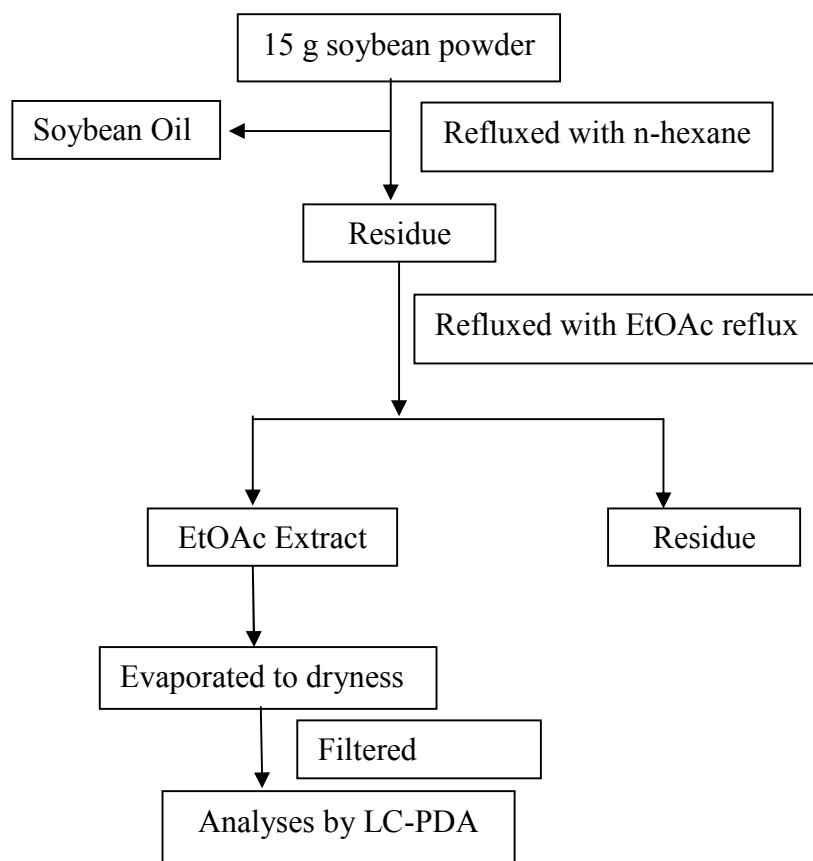 15 g soybean powder
Soybean Oil
Refluxed with n-hexane
Residue
Refluxed with EtOAc reflux
EtOAc Extract
Residue
Evaporated to dryness
Filtered
Analyses by LC-PDA